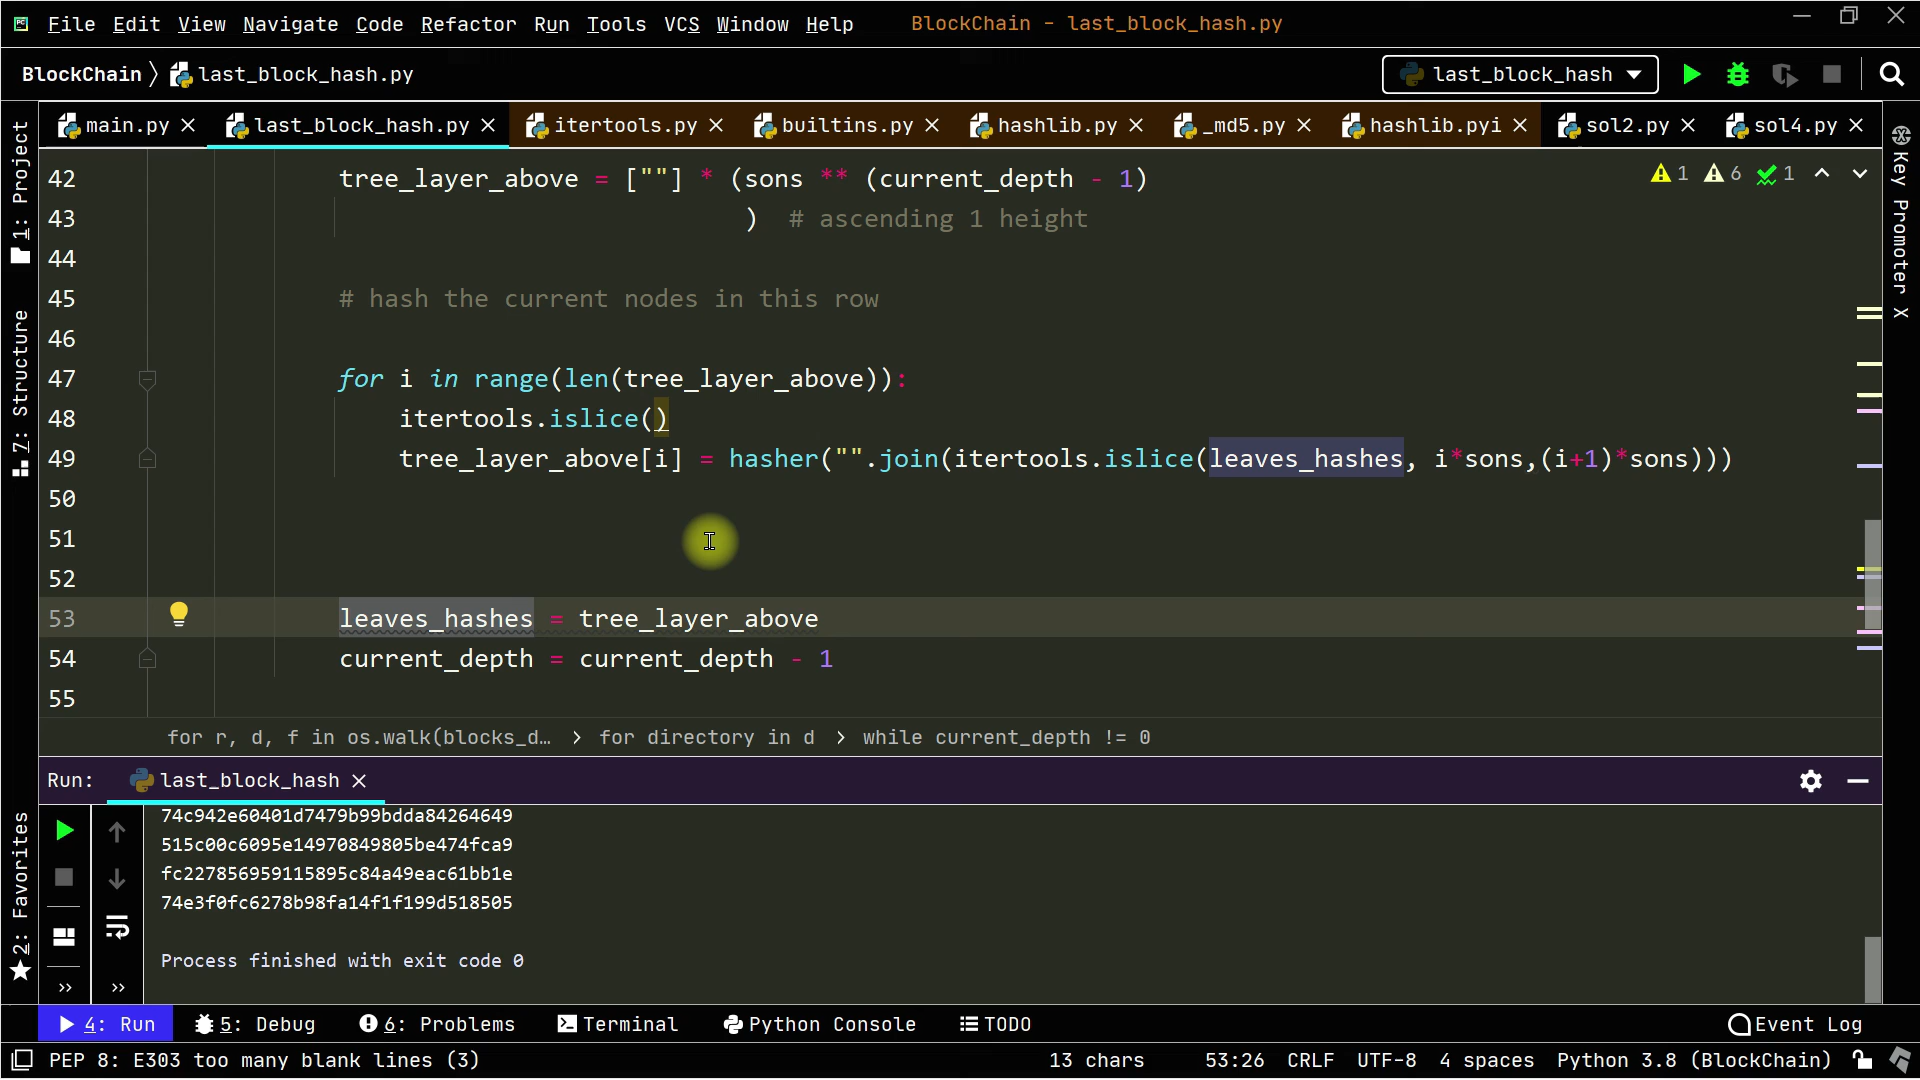 File Edit View Navigate Code Refactor Run Tools VCS Window Help BlockChain - last_block_hash.py
BlockChain last_block_hash.py last_block_hash
main.py last_block_hash.py itertools.py builtins.py hashlib.py _md5.py hashlib.pyi sol2.py sol4.py
1: Project
7: Structure
2: Favorites
Key Promoter X
1 6 1
42 tree_layer_above = [""] * (sons ** (current_depth - 1)
43 ) # ascending 1 height
44
45 # hash the current nodes in this row
46
47 for i in range(len(tree_layer_above)):
48 itertools.islice()
49 tree_layer_above[i] = hasher("".join(itertools.islice(leaves_hashes, i*sons,(i+1)*sons)))
50
51
52
53 leaves_hashes = tree_layer_above
54 current_depth = current_depth - 1
55
for r, d, f in os.walk(blocks_d… › for directory in d › while current_depth != 0
Run: last_block_hash
74c942e60401d7479b99bdda84264649
515c00c6095e14970849805be474fca9
fc227856959115895c84a49eac61bb1e
74e3f0fc6278b98fa14f1f199d518505
Process finished with exit code 0
4: Run 5: Debug 6: Problems Terminal Python Console TODO Event Log
PEP 8: E303 too many blank lines (3) 13 chars 53:26 CRLF UTF-8 4 spaces Python 3.8 (BlockChain)